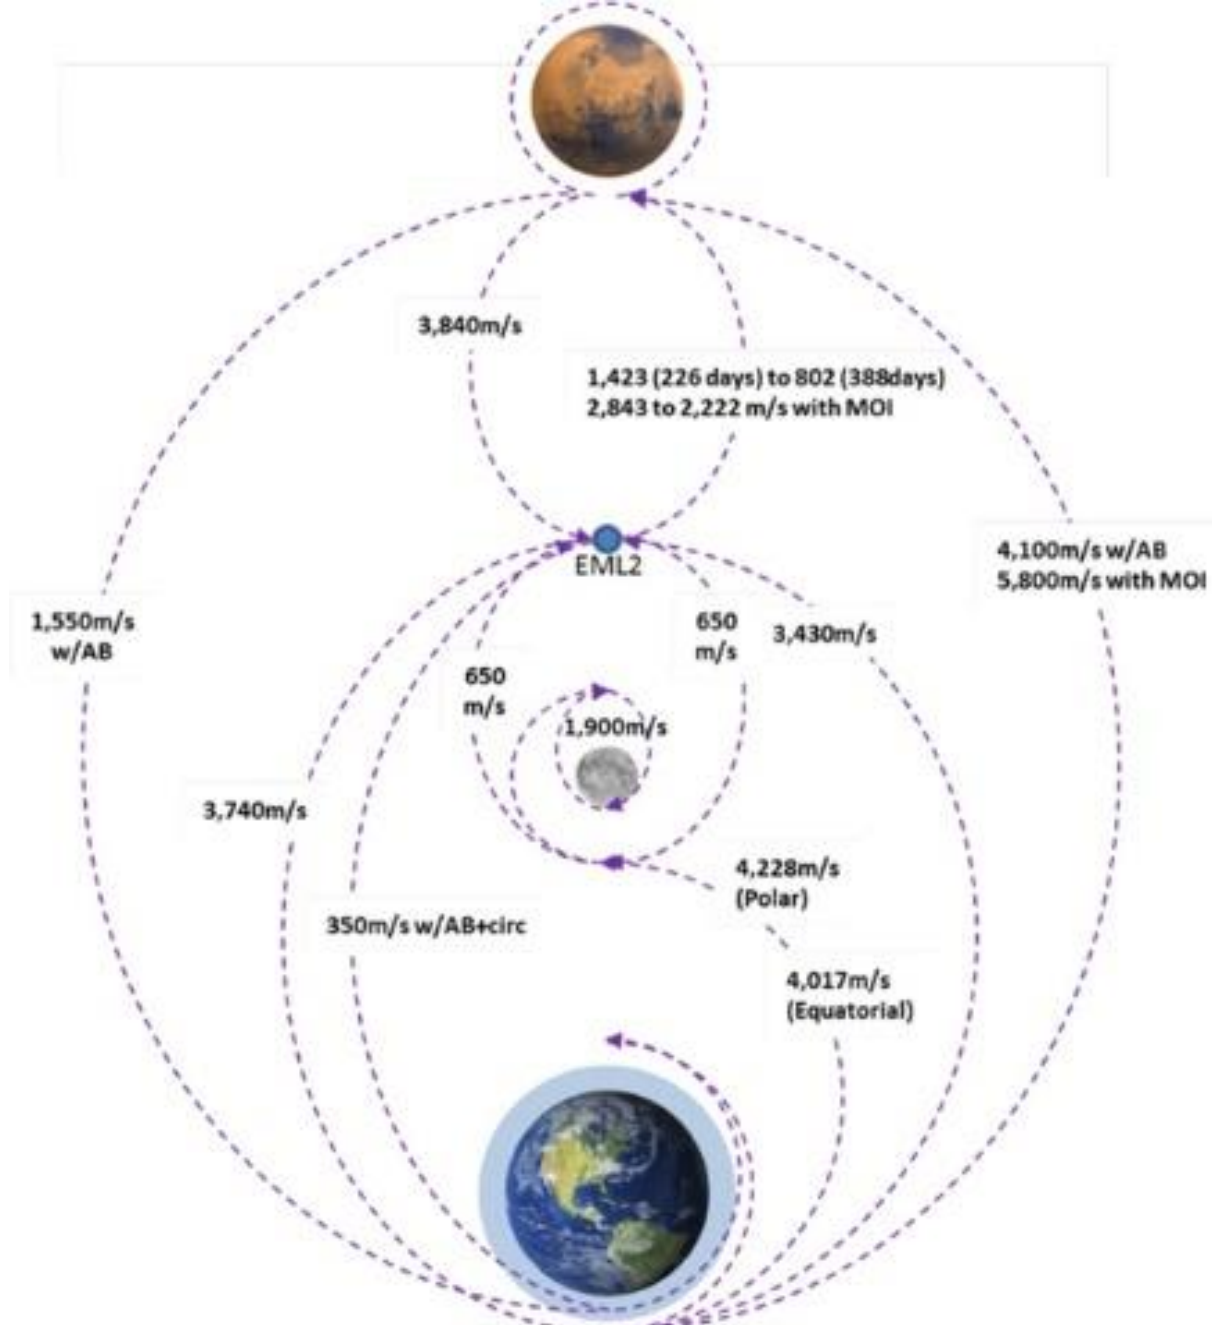 3,840m/s
1,423 (226 days) to 802 (388days)
2,843 to 2,222 m/s with MOI
4,100m/s w/AB
5,800m/s with MOI
EML2
1,550m/s
w/AB
650
m/s
3,430m/s
650
m/s
1,900m/s
3,740m/s
4,228m/s
(Polar)
350m/s w/AB+circ
4,017m/s
(Equatorial)